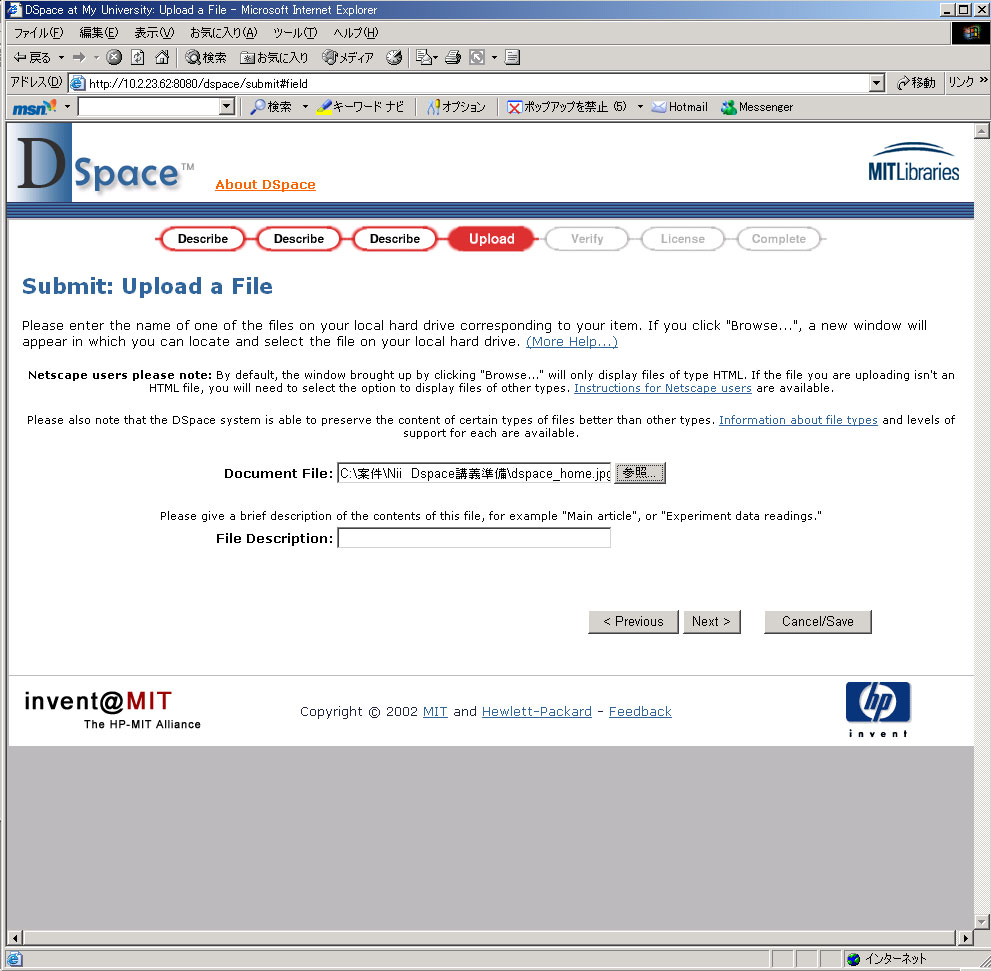 DSpace at My University: Upload a File - Microsoft Internet Explorer
ファイル(F) 編集(E) 表示(V) お気に入り(A) ツール(T) ヘルプ(H)
戻る 検索 お気に入り メディア
アドレス(D) http://10.2.23.62:8080/dspace/submit#field 移動 リンク »
msn 検索 キーワード ナビ オプション ポップアップを禁止 (5) Hotmail Messenger
DSpace™ About DSpace MITLibraries
Describe Describe Describe Upload Verify License Complete
Submit: Upload a File
Please enter the name of one of the files on your local hard drive corresponding to your item. If you click "Browse...", a new window will
appear in which you can locate and select the file on your local hard drive. (More Help...)
Netscape users please note: By default, the window brought up by clicking "Browse..." will only display files of type HTML. If the file you are uploading isn't an
HTML file, you will need to select the option to display files of other types. Instructions for Netscape users are available.
Please also note that the DSpace system is able to preserve the content of certain types of files better than other types. Information about file types and levels of
support for each are available.
Document File: C:\案件\Nii Dspace講義準備\dspace_home.jpg 参照...
Please give a brief description of the contents of this file, for example "Main article", or "Experiment data readings."
File Description:
< Previous Next > Cancel/Save
invent@MIT
The HP-MIT Alliance
Copyright © 2002 MIT and Hewlett-Packard - Feedback
hp
invent
インターネット